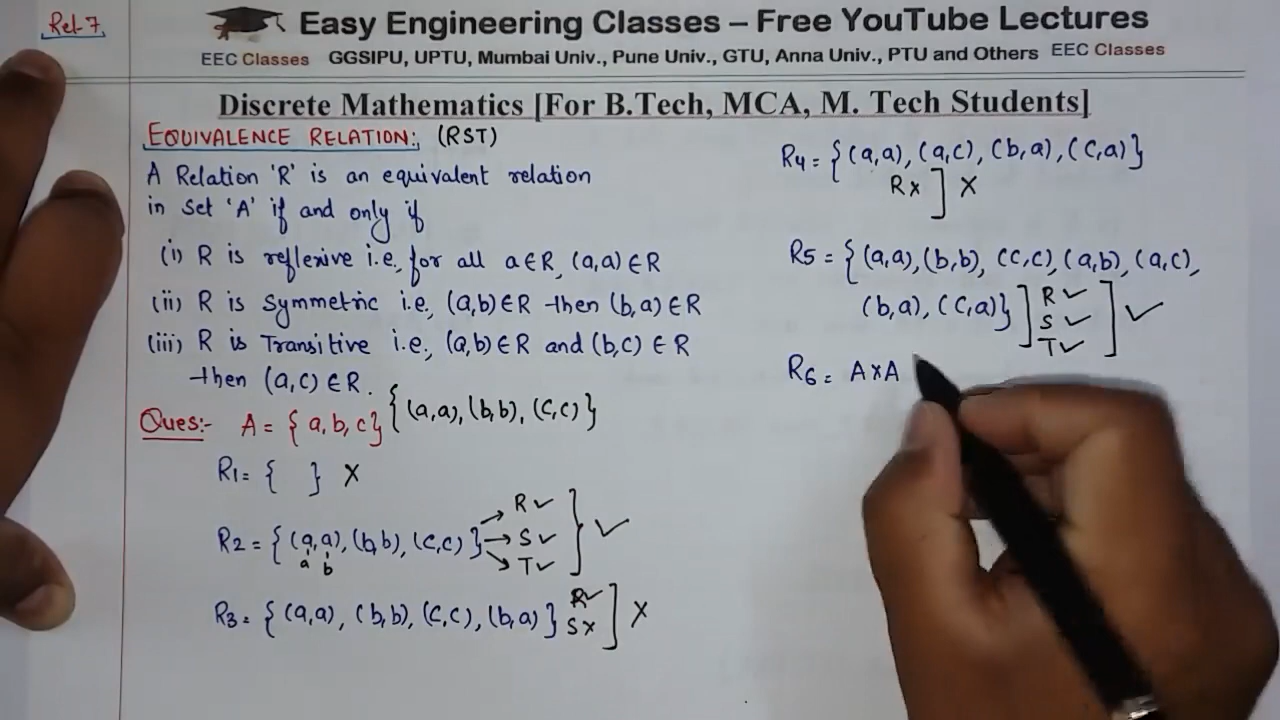 Rel-7
Easy Engineering Classes – Free YouTube Lectures
EEC Classes GGSIPU, UPTU, Mumbai Univ., Pune Univ., GTU, Anna Univ., PTU and Others EEC Classes
Discrete Mathematics [For B.Tech, MCA, M. Tech Students]
EQUIVALENCE RELATION: (RST)
A Relation 'R' is an equivalent relation
in Set 'A' if and only if
(i) R is reflexive i.e, for all a∈R, (a,a)∈R
(ii) R is Symmetric i.e, (a,b)∈R then (b,a)∈R
(iii) R is Transitive i.e, (a,b)∈R and (b,c)∈R
then (a,c)∈R.
Ques:- A = {a,b,c} {(a,a), (b,b), (c,c)}
R1 = { } X
R2 = {(a,a), (b,b), (c,c)} → R ✓
→ S ✓ } ✓
→ T ✓
a b
R3 = {(a,a), (b,b), (c,c), (b,a)} R ✓
S X ] X
R4 = {(a,a), (a,c), (b,a), (c,a)}
R X ] X
R5 = {(a,a), (b,b), (c,c), (a,b), (a,c),
(b,a), (c,a)} ] R ✓
S ✓ ] ✓
T ✓
R6 = A×A